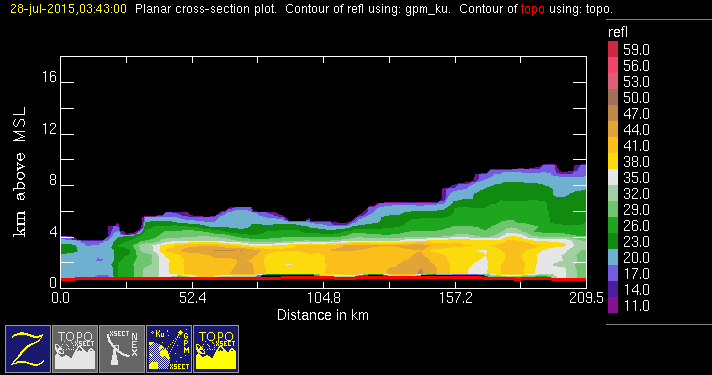 28-jul-2015,03:43:00 Planar cross-section plot. Contour of refl using: gpm_ku. Contour of topo using: topo.
refl
59.0
56.0
53.0
50.0
47.0
44.0
41.0
38.0
35.0
32.0
29.0
26.0
23.0
20.0
17.0
14.0
11.0
km above MSL
16
12
8
4
0
0.0 52.4 104.8 157.2 209.5
Distance in km
Z
TOPO
XSECT
XSECT
XSECT
Ku
GPM
XSECT
TOPO
XSECT